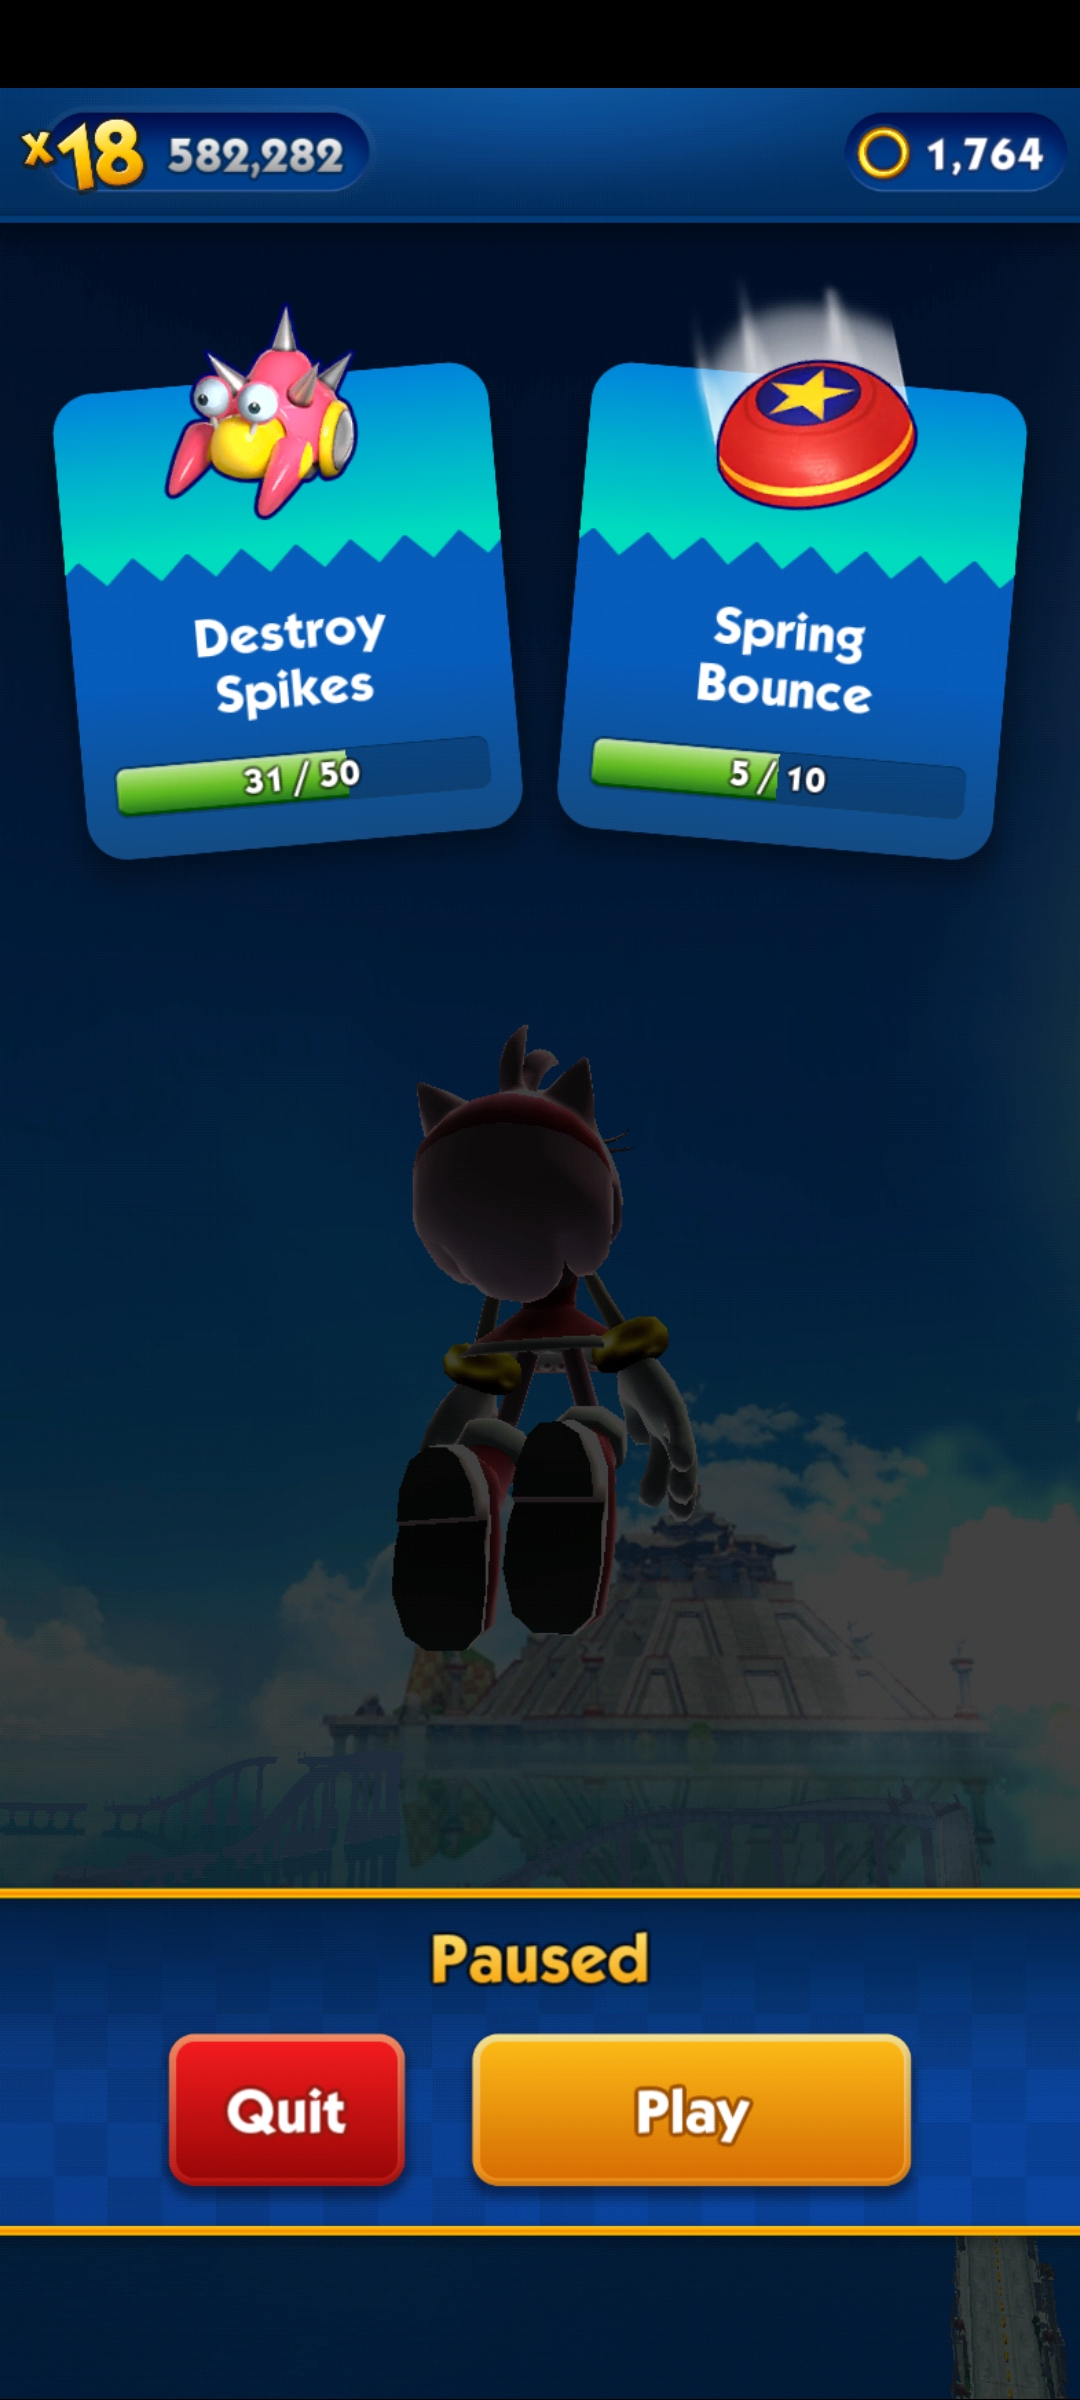 x18 582,282
1,764
Destroy
Spikes
31 / 50
Spring
Bounce
5 / 10
Paused
Quit
Play